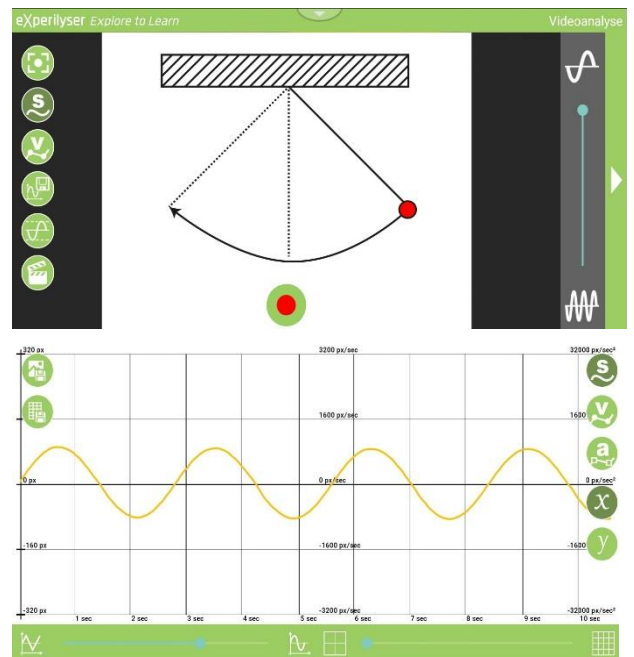 eXperilyser Explore to Learn
Videoanalyse
S
V
320 px
3200 px/sec
32000 px/sec²
S
1600 px/sec
1600
V
a
0 px
0 px/sec
0 px/sec²
x
-160 px
-1600 px/sec
-1600
y
-320 px
-3200 px/sec
-32000 px/sec²
1 sec
2 sec
3 sec
4 sec
5 sec
6 sec
7 sec
8 sec
9 sec
10 sec